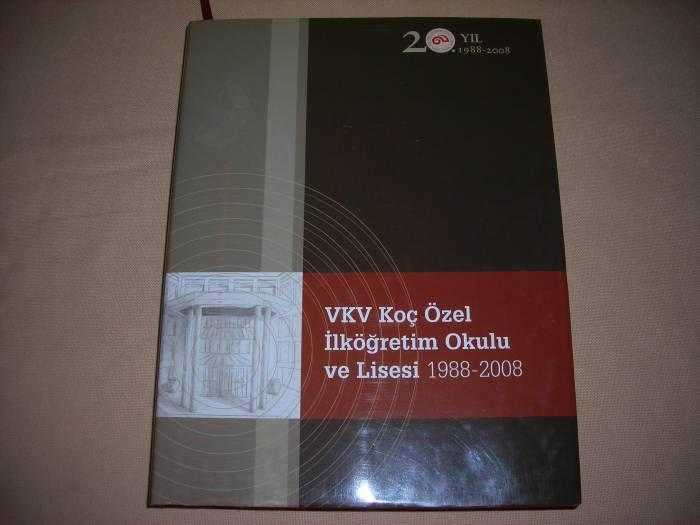 20. YIL
1988-2008
VKV Koç Özel
İlköğretim Okulu
ve Lisesi 1988-2008